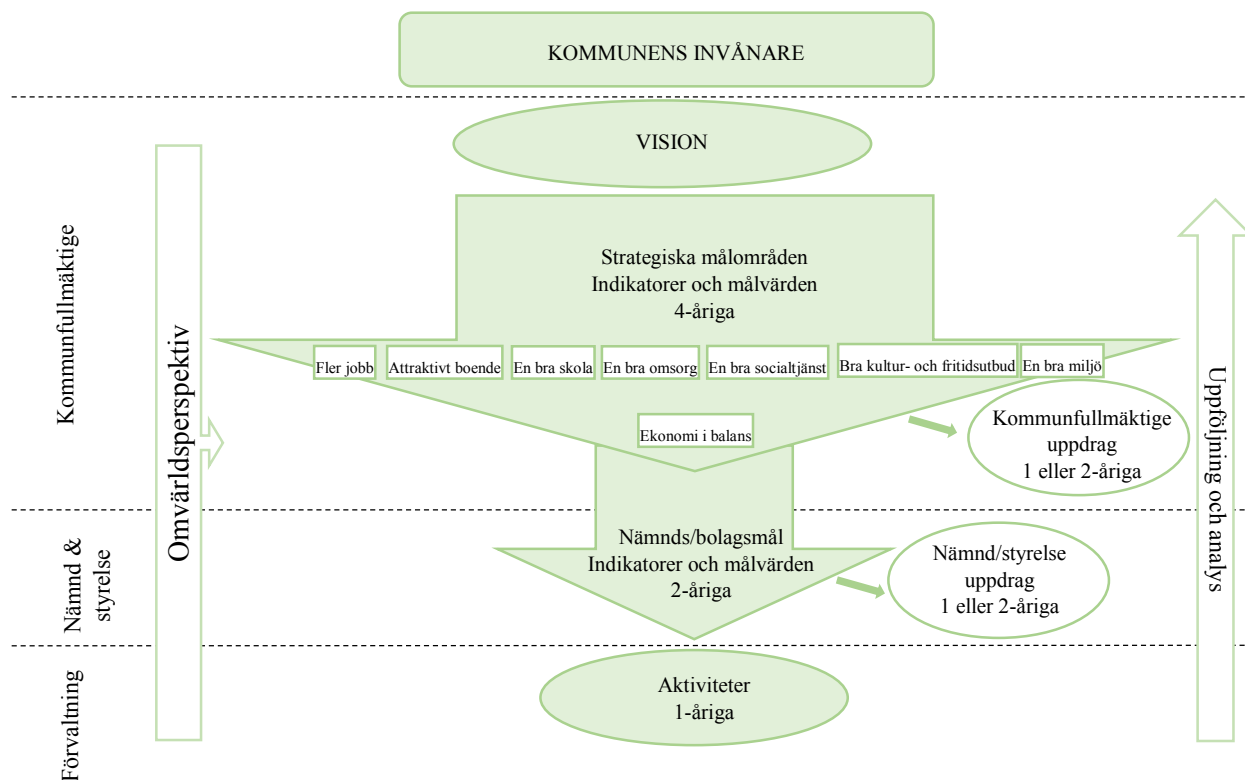 KOMMUNENS INVÅNARE
VISION
Kommunfullmäktige
Omvärldsperspektiv
Strategiska målområden
Indikatorer och målvärden
4-åriga
Fler jobb
Attraktivt boende
En bra skola
En bra omsorg
En bra socialtjänst
Bra kultur- och fritidsutbud
En bra miljö
Ekonomi i balans
Kommunfullmäktige
uppdrag
1 eller 2-åriga
Uppföljning och analys
Nämnd &
styrelse
Nämnds/bolagsmål
Indikatorer och målvärden
2-åriga
Nämnd/styrelse
uppdrag
1 eller 2-åriga
Förvaltning
Aktiviteter
1-åriga